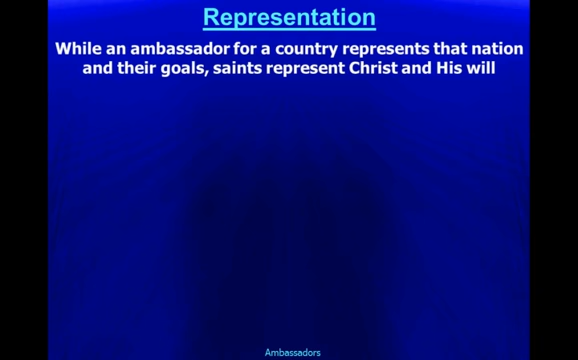 Representation
While an ambassador for a country represents that nation
and their goals, saints represent Christ and His will
Ambassadors